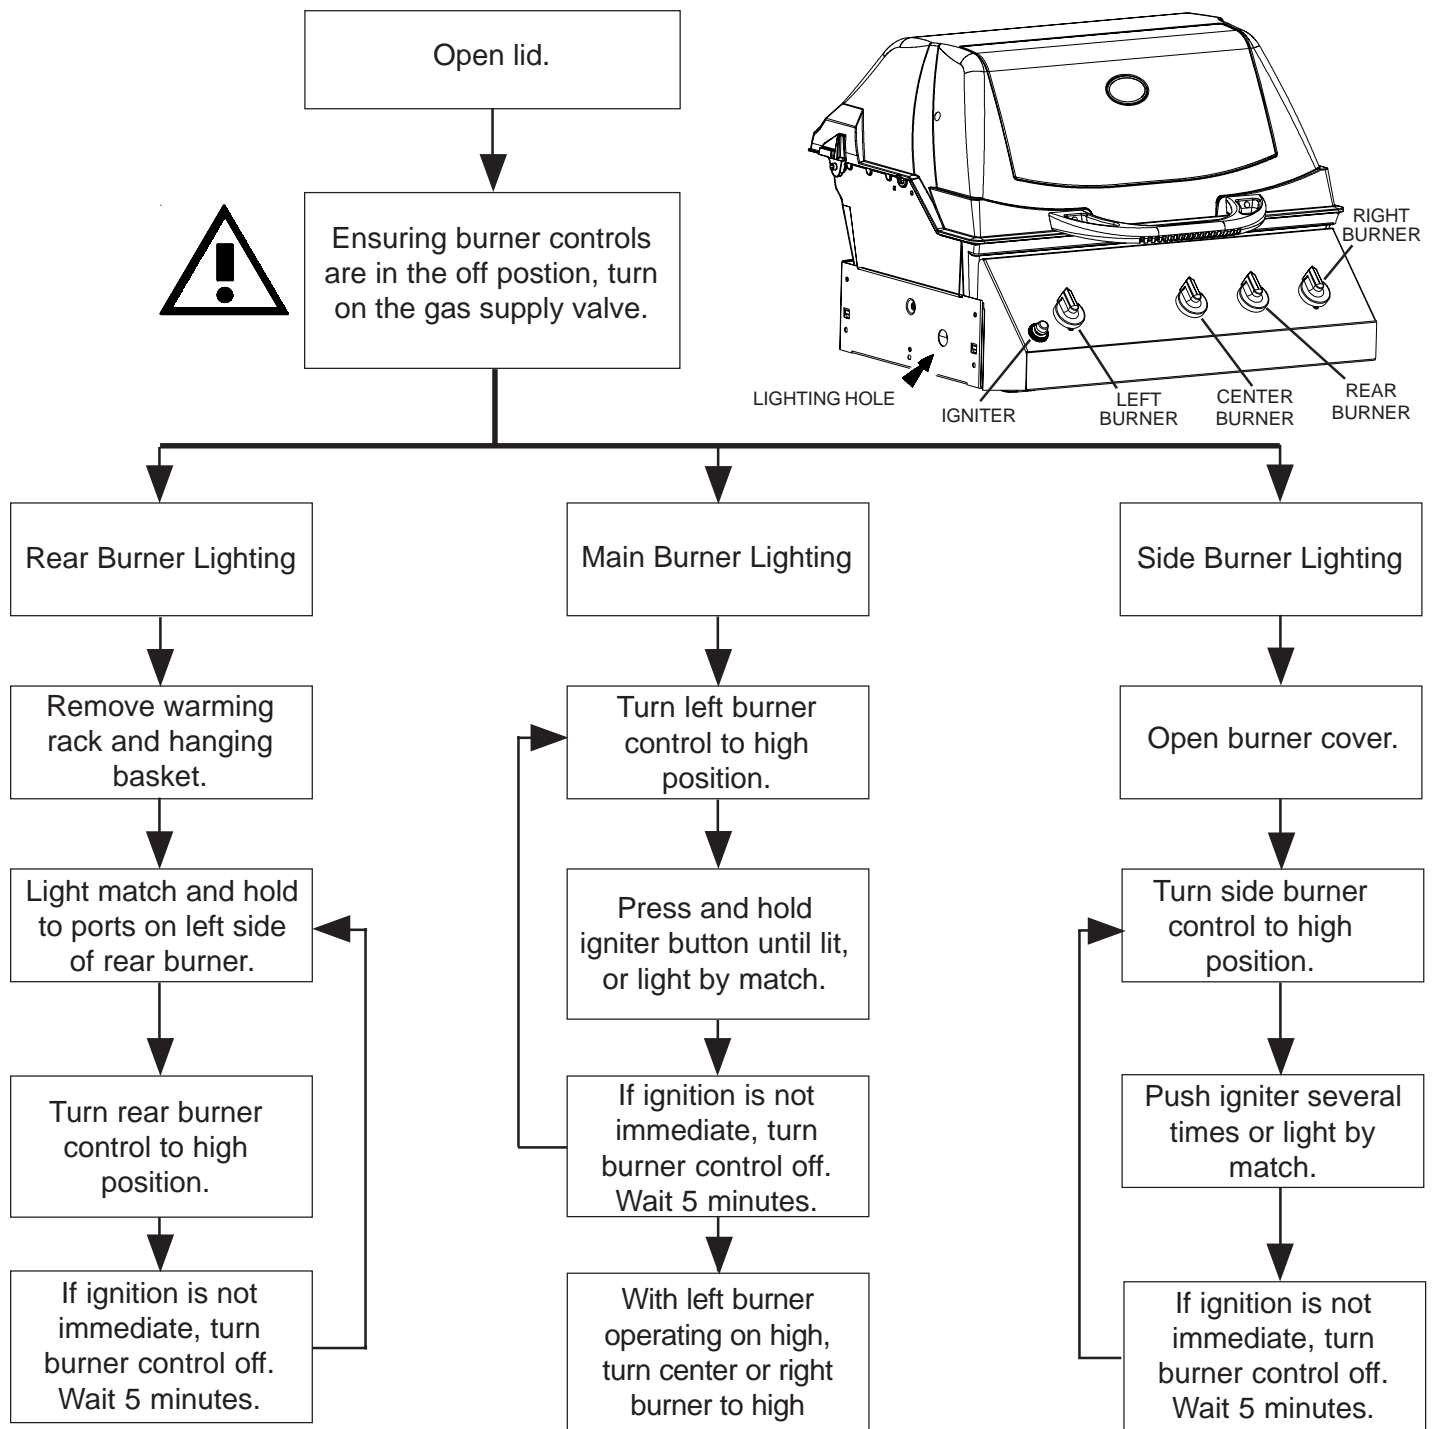 Open lid.
Ensuring burner controls
are in the off postion, turn
on the gas supply valve.
RIGHT
BURNER
LIGHTING HOLE
IGNITER
LEFT
BURNER
CENTER
BURNER
REAR
BURNER
Rear Burner Lighting
Remove warming
rack and hanging
basket.
Light match and hold
to ports on left side
of rear burner.
Turn rear burner
control to high
position.
If ignition is not
immediate, turn
burner control off.
Wait 5 minutes.
Main Burner Lighting
Turn left burner
control to high
position.
Press and hold
igniter button until lit,
or light by match.
If ignition is not
immediate, turn
burner control off.
Wait 5 minutes.
With left burner
operating on high,
turn center or right
burner to high
Side Burner Lighting
Open burner cover.
Turn side burner
control to high
position.
Push igniter several
times or light by
match.
If ignition is not
immediate, turn
burner control off.
Wait 5 minutes.